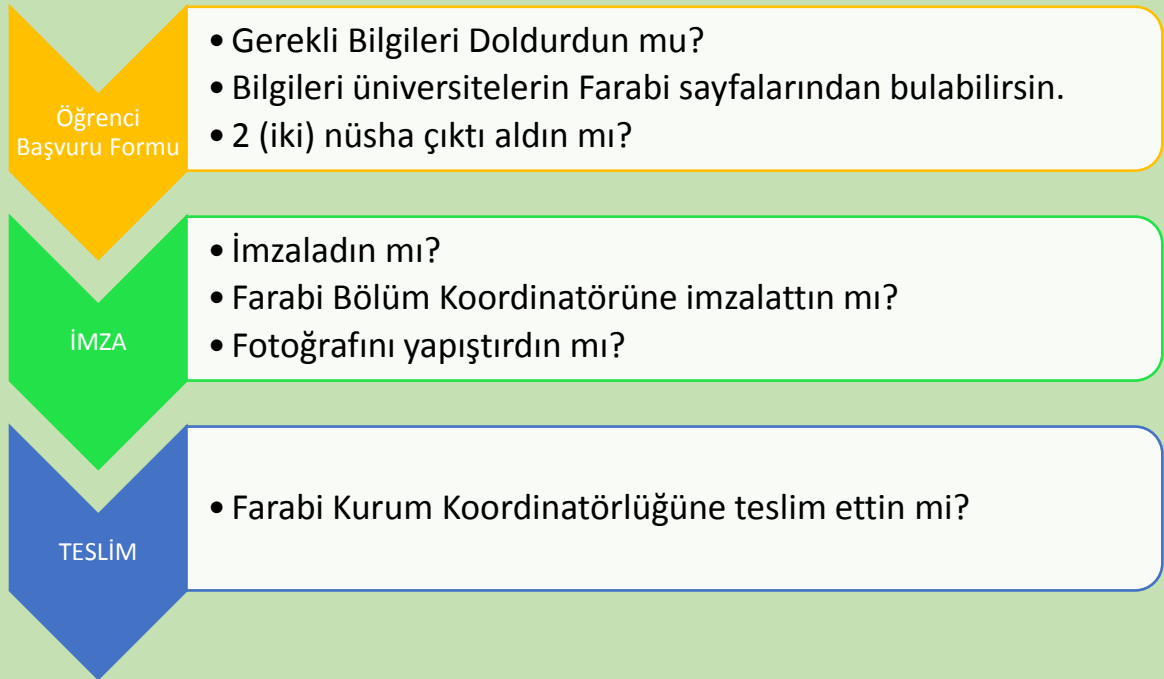 Öğrenci
Başvuru Formu
• Gerekli Bilgileri Doldurdun mu?
• Bilgileri üniversitelerin Farabi sayfalarından bulabilirsin.
• 2 (iki) nüsha çıktı aldın mı?
İMZA
• İmzaladın mı?
• Farabi Bölüm Koordinatörüne imzalattın mı?
• Fotoğrafını yapıştırdın mı?
TESLİM
• Farabi Kurum Koordinatörlüğüne teslim ettin mi?